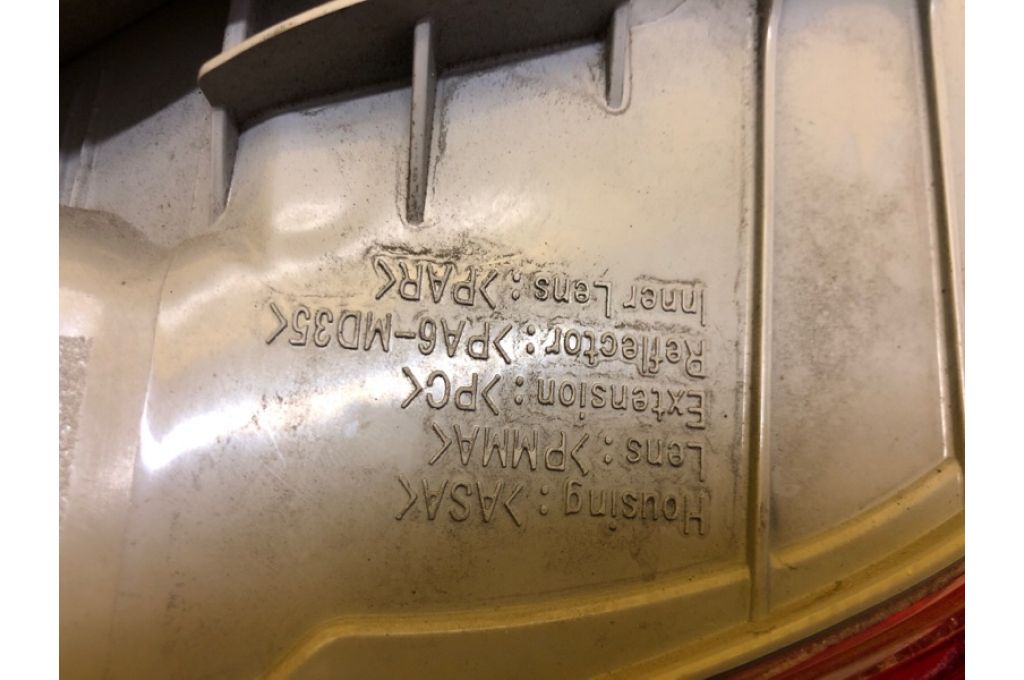 Housing : >ASA<
Lens : >PMMA<
Extension : >PC<
Reflector : >PA6-MD35<
Inner Lens : >PAR<